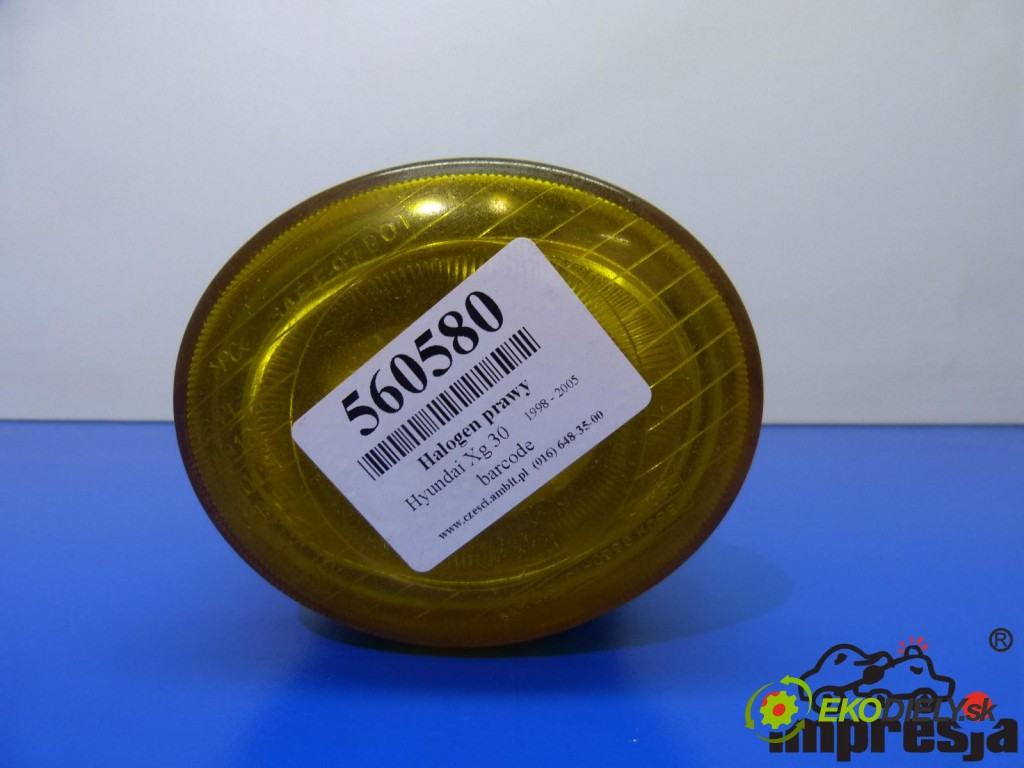 560580
Halogen prawy
Hyundai Xg 30 1998 - 2005
barcode
www.czesci.ambit.pl (016) 648-35-00
®
EKODIELY.sk
impresja